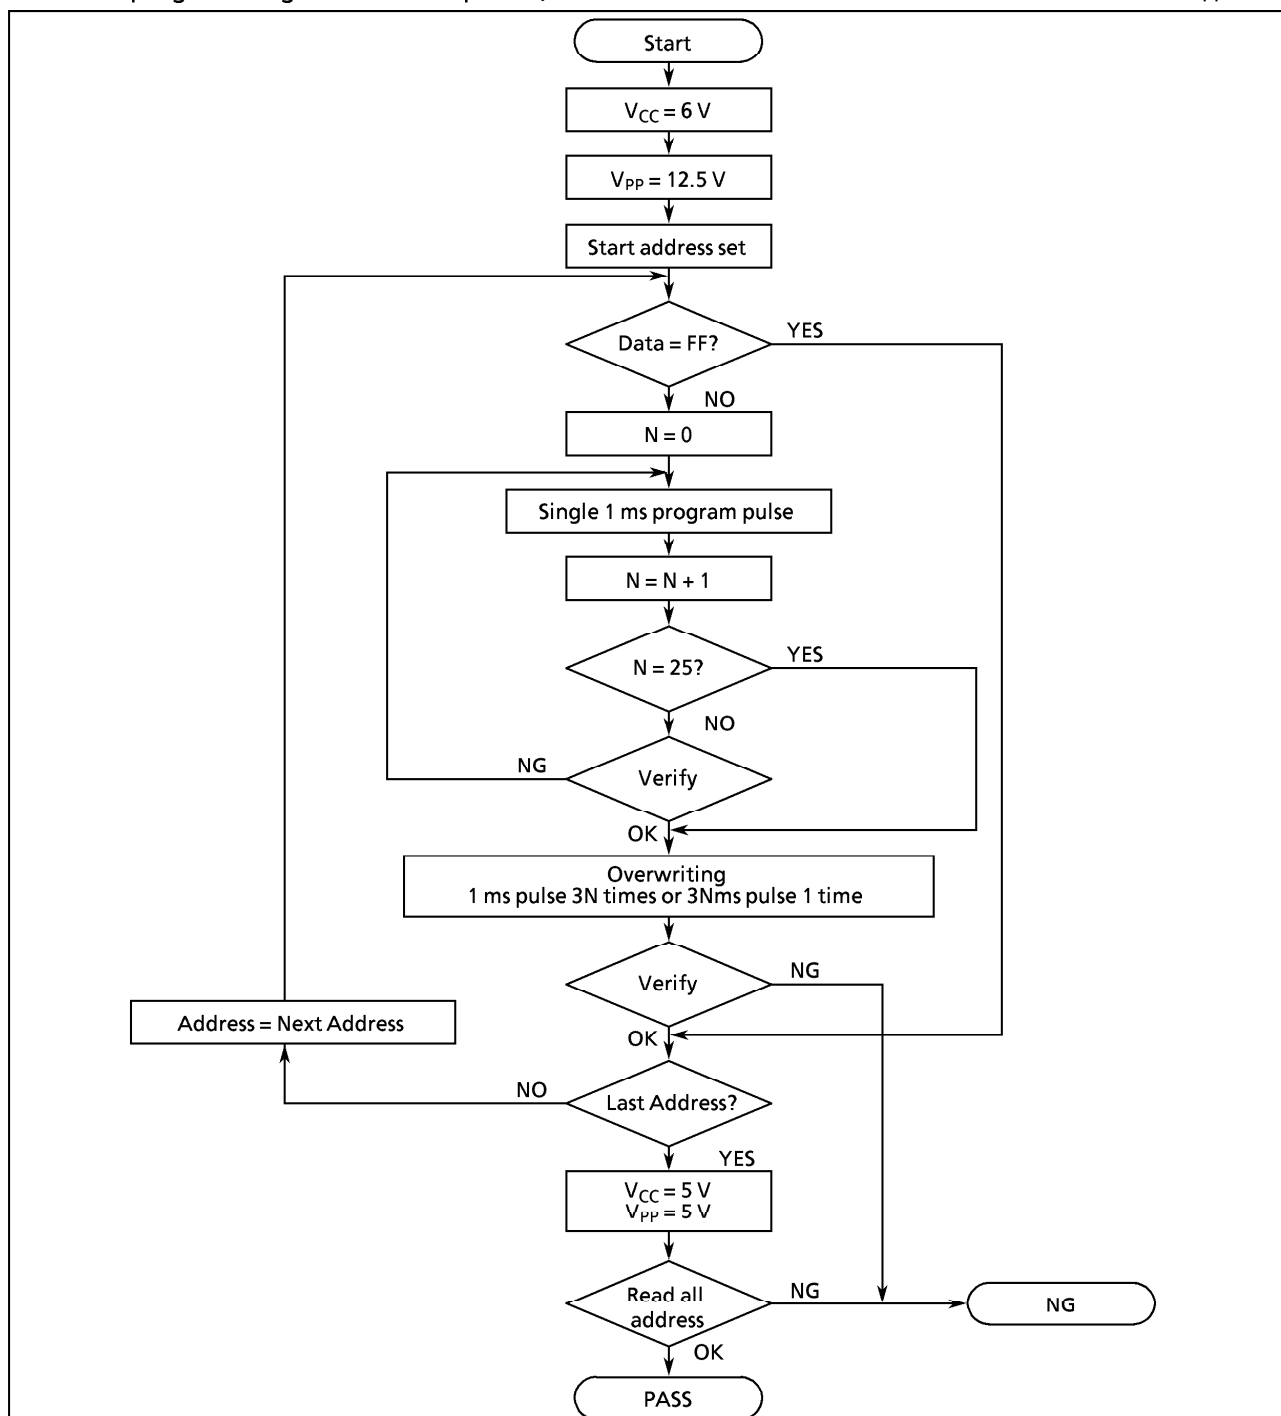 Start
VCC = 6 V
VPP = 12.5 V
Start address set
Data = FF?
YES
NO
N = 0
Single 1 ms program pulse
N = N + 1
N = 25?
YES
NO
NG
Verify
OK
Overwriting
1 ms pulse 3N times or 3Nms pulse 1 time
Verify
NG
Address = Next Address
OK
NO
Last Address?
YES
VCC = 5 V
VPP = 5 V
Read all
address
NG
NG
OK
PASS